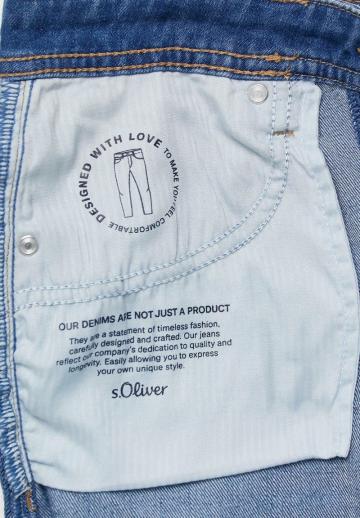 DESIGNED WITH LOVE TO MAKE YOU FEEL COMFORTABLE
OUR DENIMS ARE NOT JUST A PRODUCT
They are a statement of timeless fashion,
carefully designed and crafted. Our jeans
reflect our company's dedication to quality and
longevity. Easily allowing you to express
your own unique style.
s.Oliver